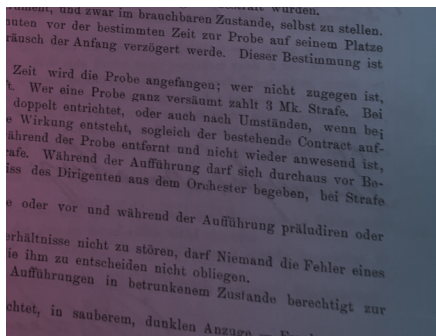 und zwar im brauchbaren Zustande, selbst zu stellen.
nuten vor der bestimmten Zeit zur Probe auf seinem Platze
räusch der Anfang verzögert werde. Dieser Bestimmung ist
Zeit wird die Probe angefangen; wer nicht zugegen ist,
t. Wer eine Probe ganz versäumt zahlt 3 Mk. Strafe. Bei
doppelt entrichtet, oder auch nach Umständen, wenn bei
e Wirkung entsteht, sogleich der bestehende Contract auf-
ährend der Probe entfernt und nicht wieder anwesend ist,
rafe. Während der Aufführung darf sich durchaus vor Be-
iss des Dirigenten aus dem Orchester begeben, bei Strafe
e oder vor und während der Aufführung präludiren oder
erhältnisse nicht zu stören, darf Niemand die Fehler eines
ie ihm zu entscheiden nicht obliegen.
Aufführungen in betrunkenem Zustande berechtigt zur
chtet, in sauberem, dunklen Anzuge